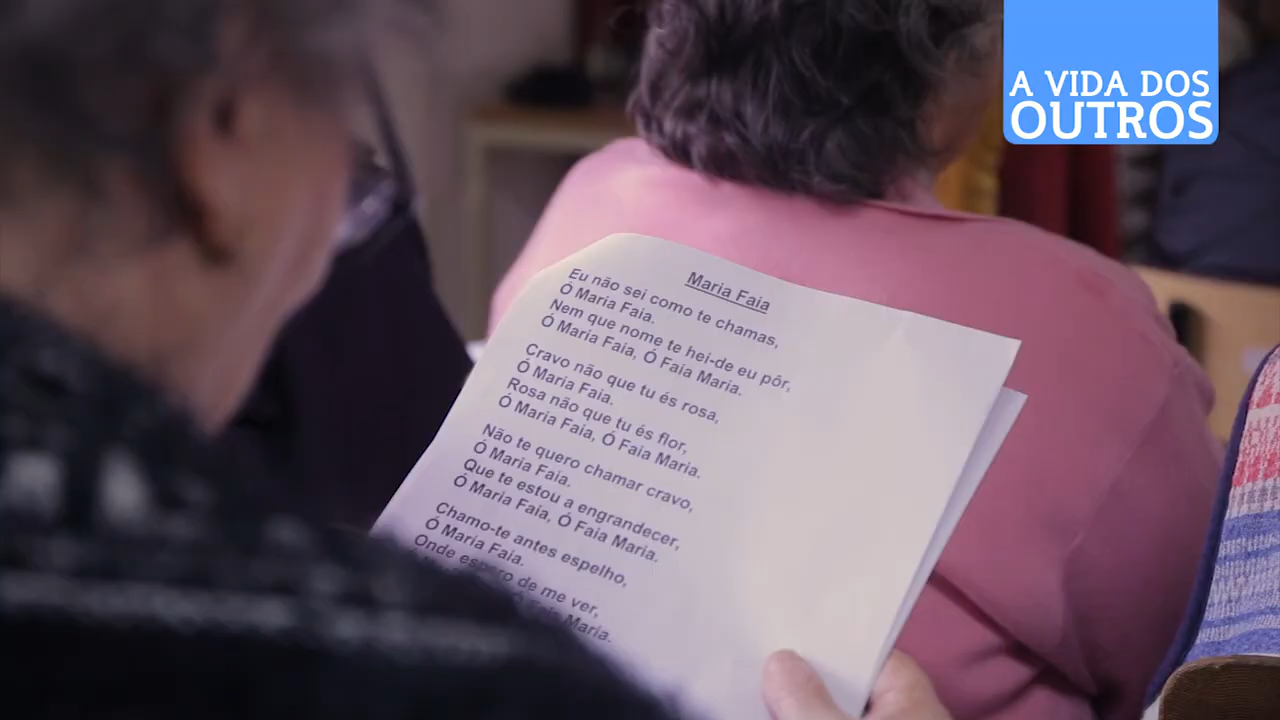 A VIDA DOS
OUTROS
Maria Faia
Eu não sei como te chamas,
Ó Maria Faia.
Nem que nome te hei-de eu pôr,
Ó Maria Faia, Ó Faia Maria.
Cravo não que tu és rosa,
Ó Maria Faia.
Rosa não que tu és flor,
Ó Maria Faia, Ó Faia Maria.
Não te quero chamar cravo,
Ó Maria Faia.
Que te estou a engrandecer,
Ó Maria Faia, Ó Faia Maria.
Chamo-te antes espelho,
Ó Maria Faia.
Onde espero de me ver,
Faia Maria.